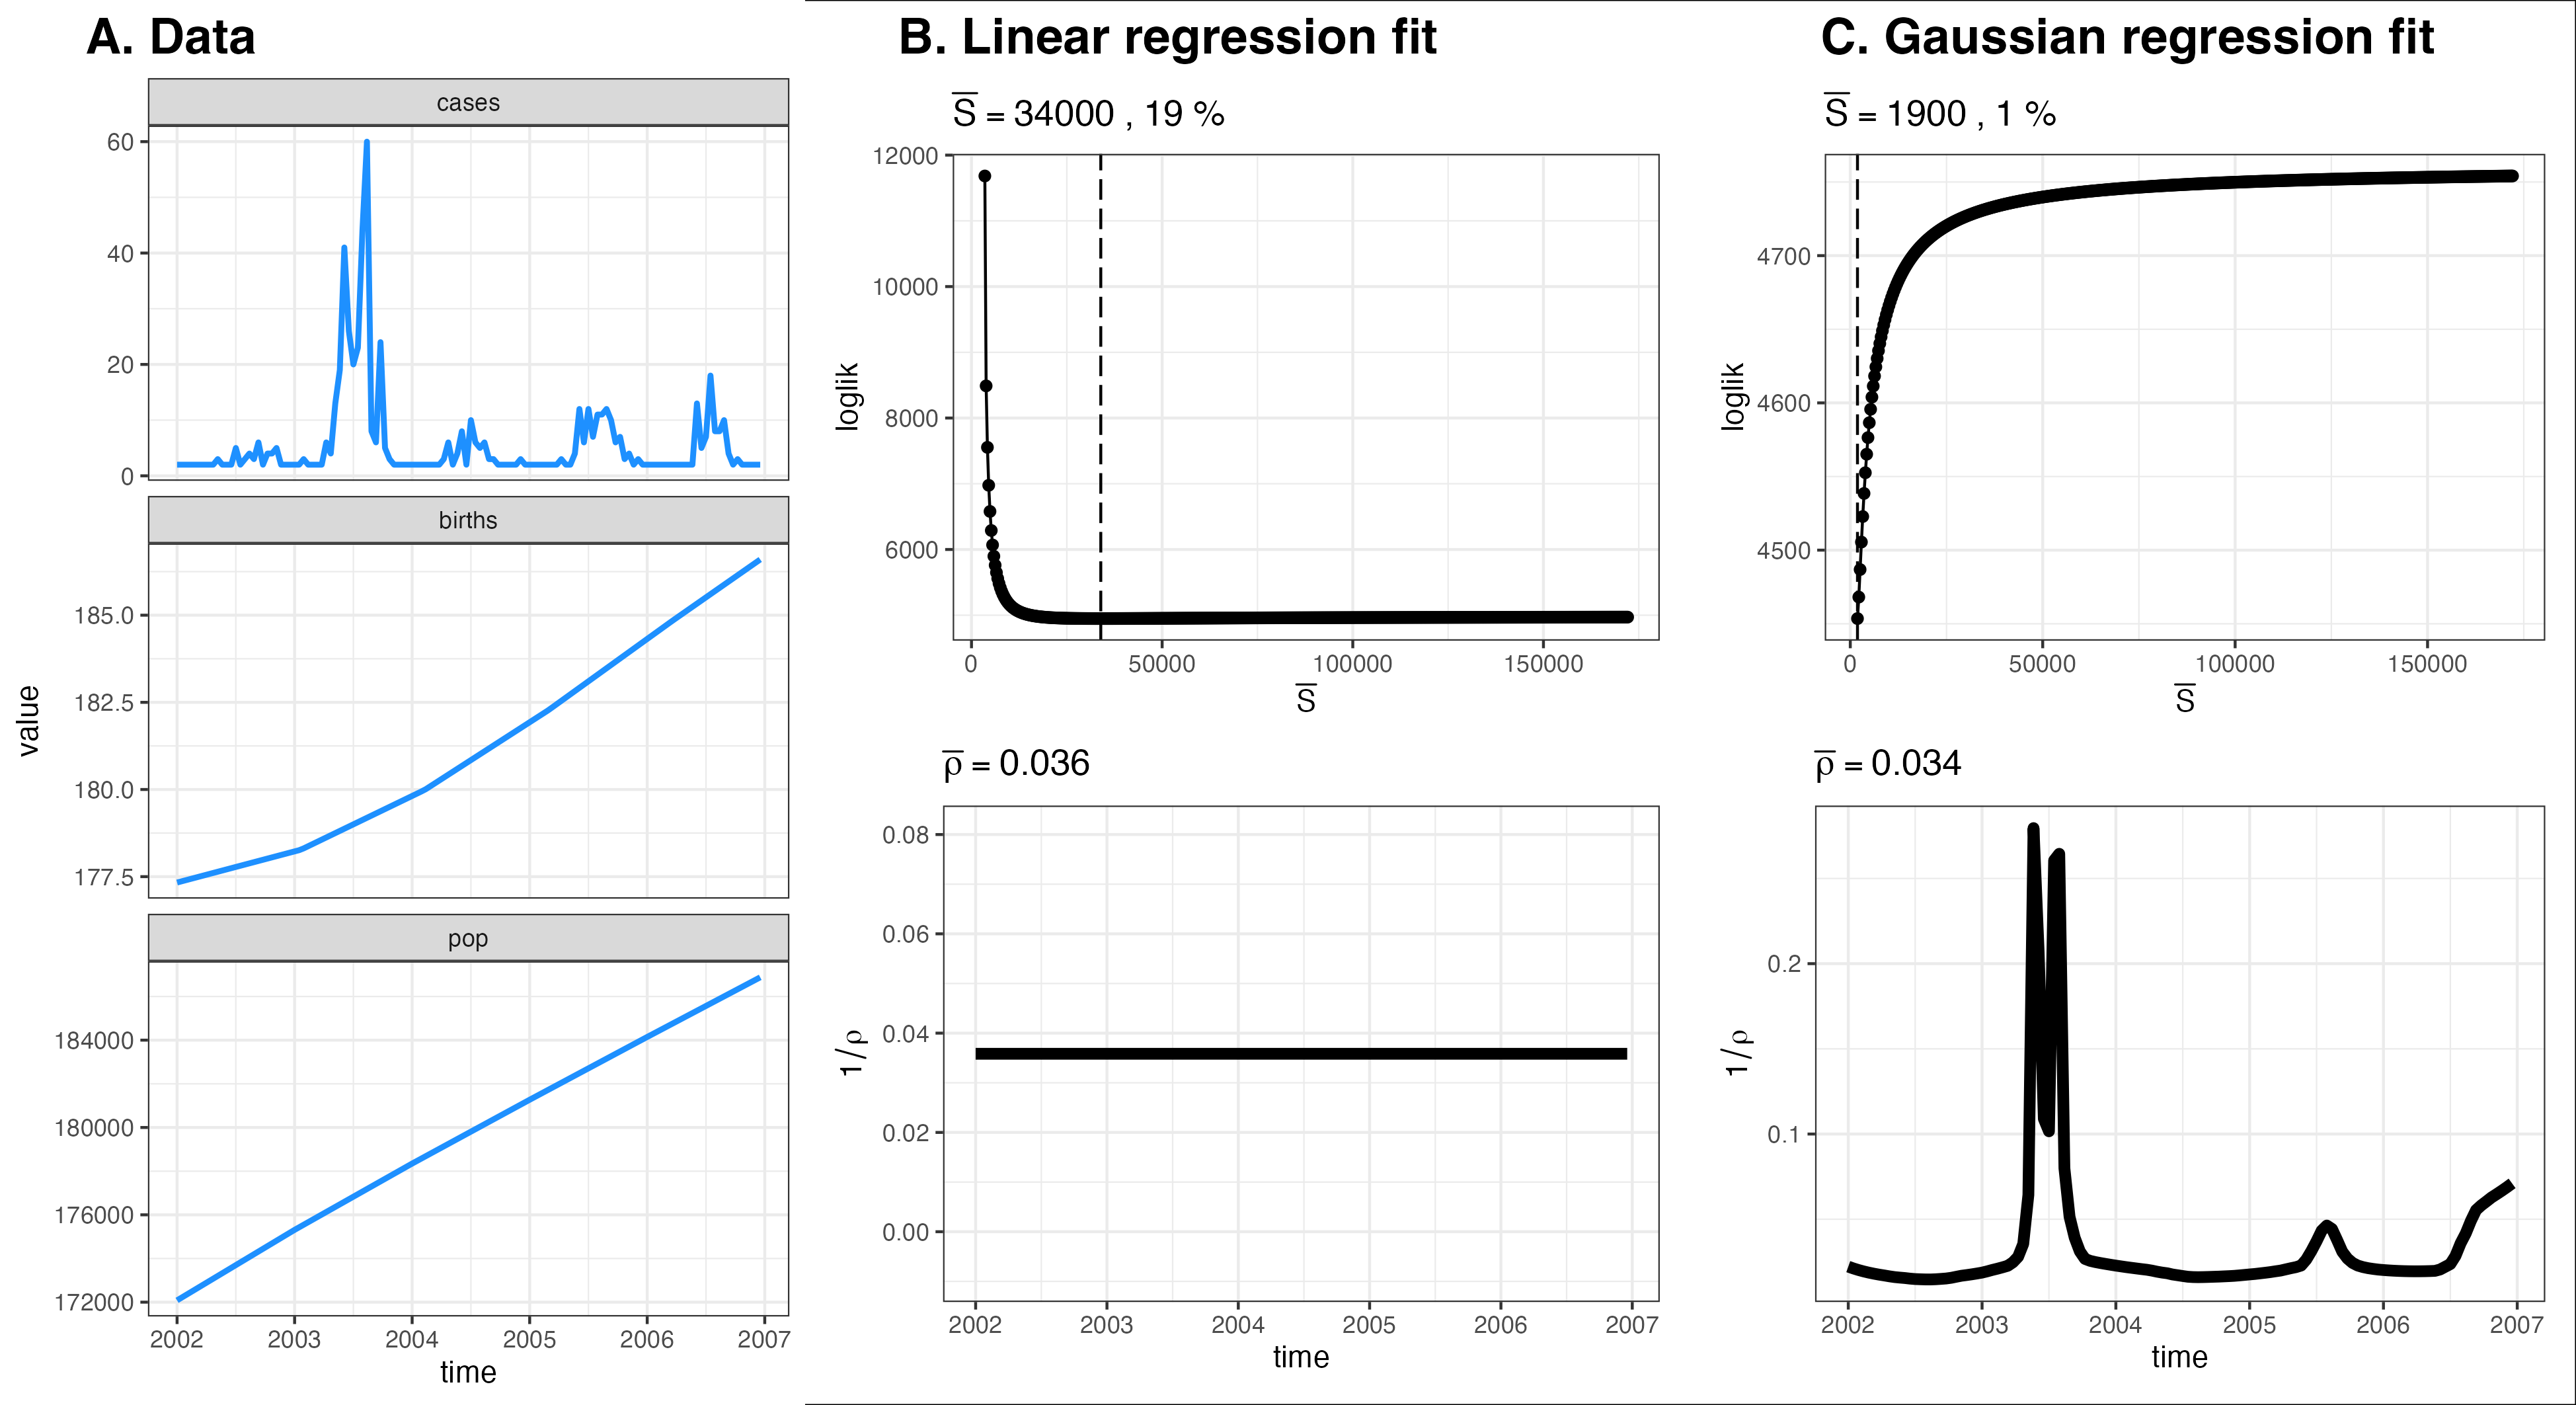 A. Data
cases
60
40
20
0
births
185.0
182.5
180.0
177.5
pop
184000
180000
176000
172000
2002 2003 2004 2005 2006 2007
time
value
B. Linear regression fit
S̅ = 34000 , 19 %
12000
10000
8000
6000
loglik
0 50000 100000 150000
S̅
ρ̅ = 0.036
0.08
0.06
0.04
0.02
0.00
1/ρ
2002 2003 2004 2005 2006 2007
time
C. Gaussian regression fit
S̅ = 1900 , 1 %
4700
4600
4500
loglik
0 50000 100000 150000
S̅
ρ̅ = 0.034
0.2
0.1
1/ρ
2002 2003 2004 2005 2006 2007
time